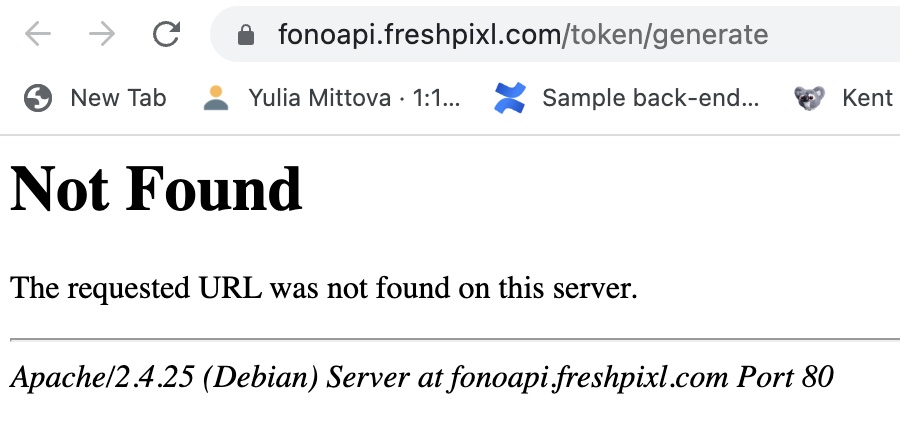 fonoapi.freshpixl.com/token/generate
New Tab Yulia Mittova · 1:1... Sample back-end... Kent
Not Found
The requested URL was not found on this server.
Apache/2.4.25 (Debian) Server at fonoapi.freshpixl.com Port 80